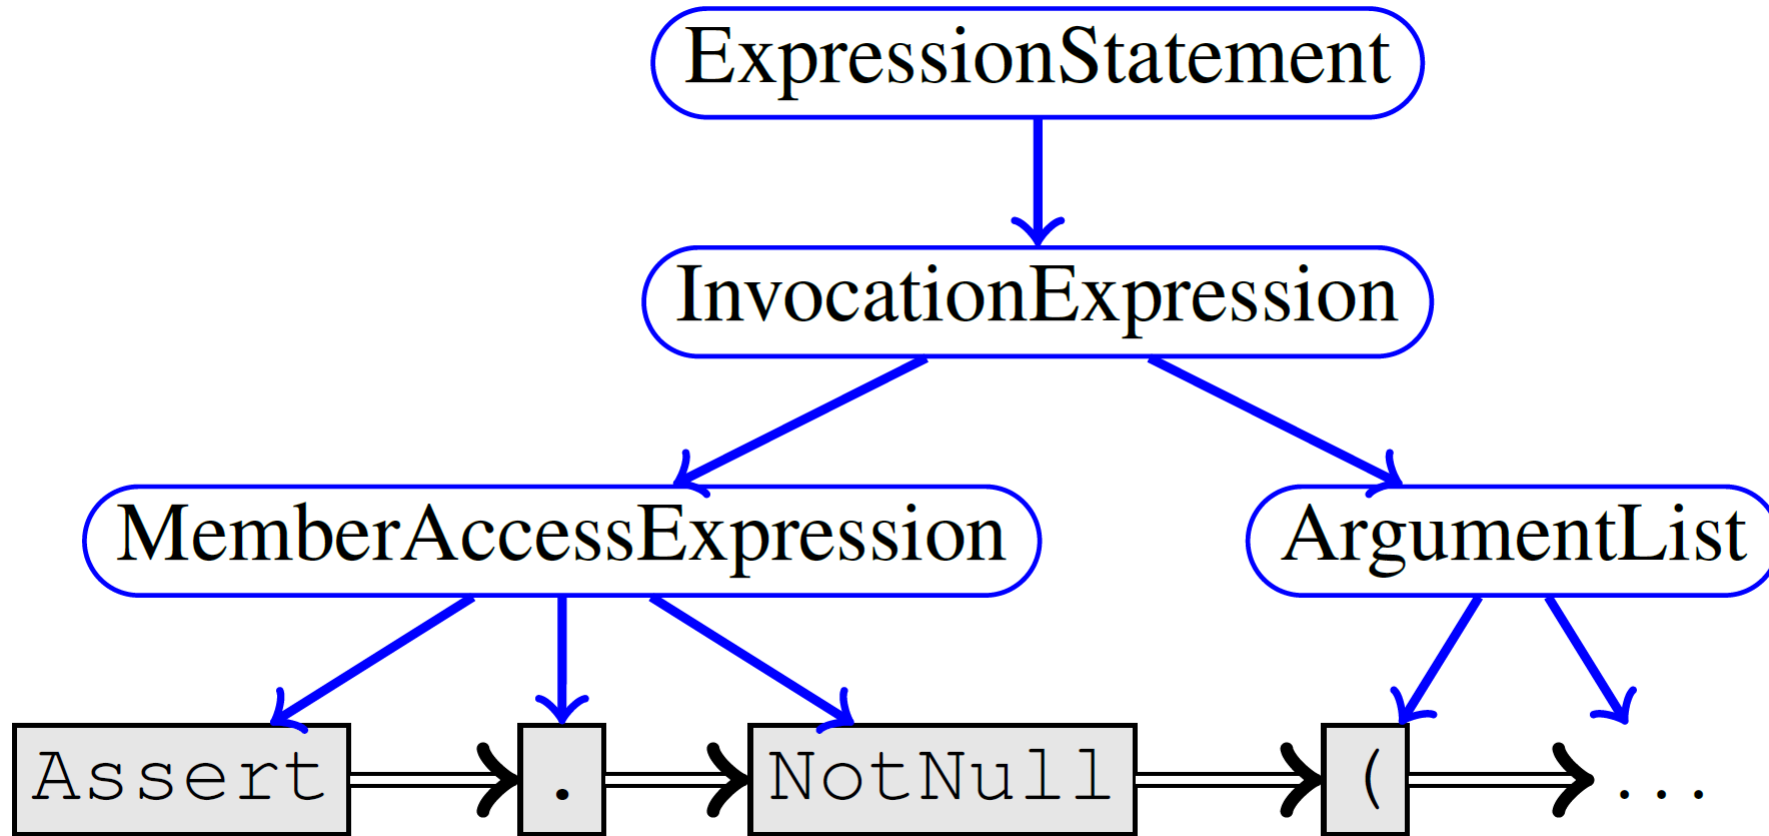 ExpressionStatement
InvocationExpression
MemberAccessExpression ArgumentList
Assert . NotNull ( ...